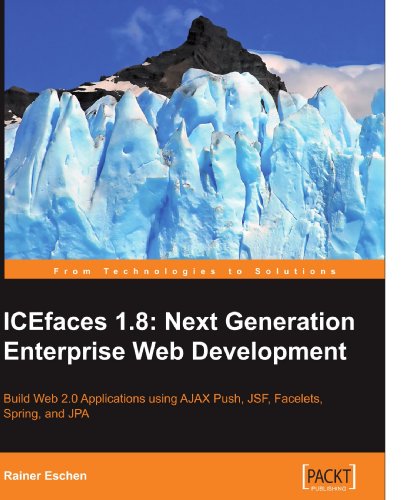 From Technologies to Solutions
ICEfaces 1.8: Next Generation
Enterprise Web Development
Build Web 2.0 Applications using AJAX Push, JSF, Facelets,
Spring, and JPA
Rainer Eschen
PACKT
PUBLISHING